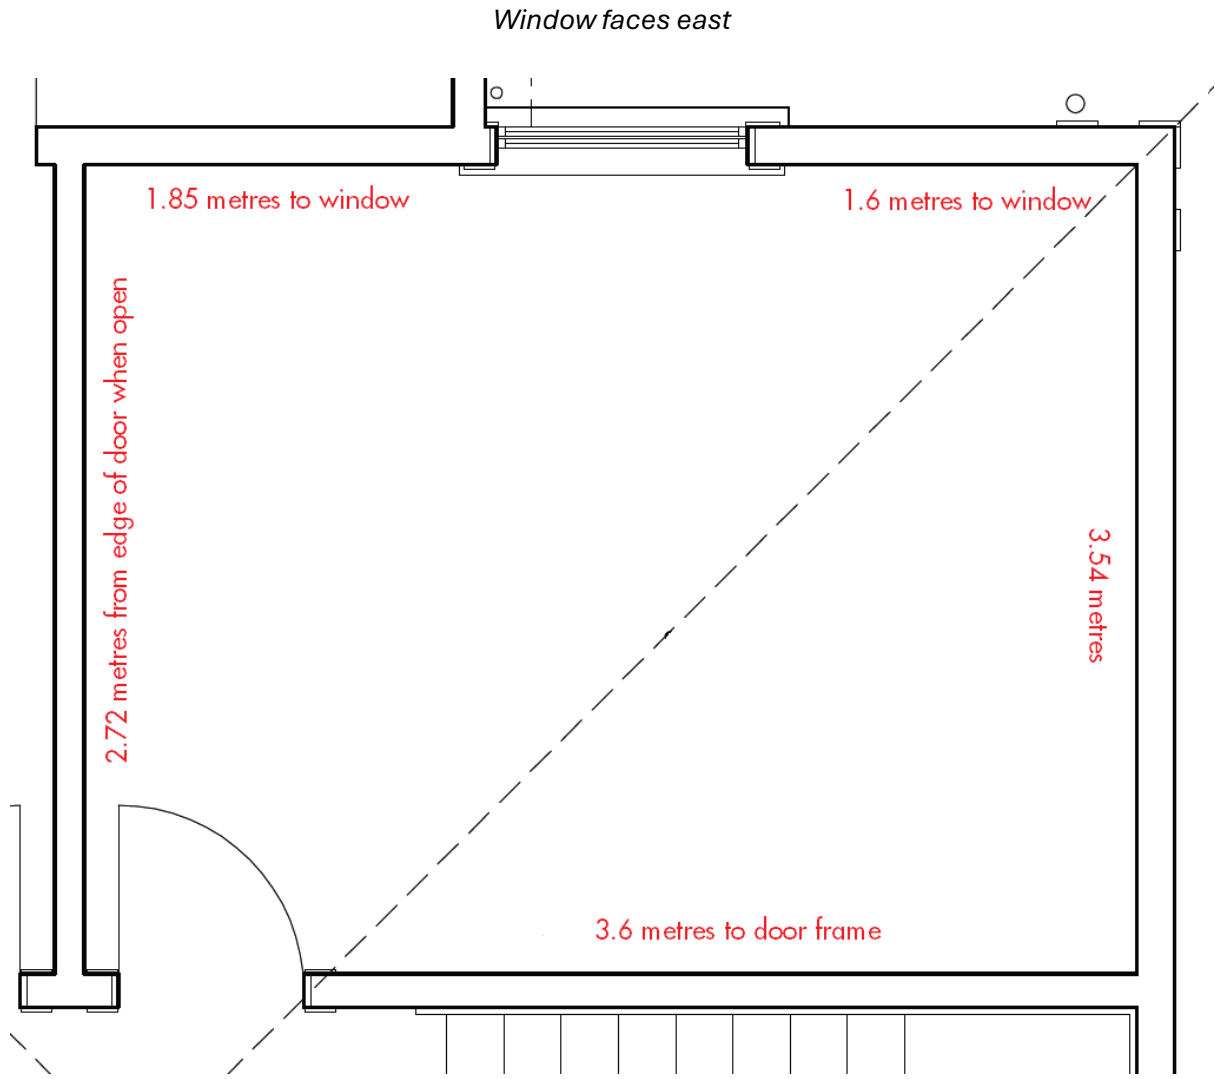 Window faces east
1.85 metres to window
1.6 metres to window
2.72 metres from edge of door when open
3.54 metres
3.6 metres to door frame